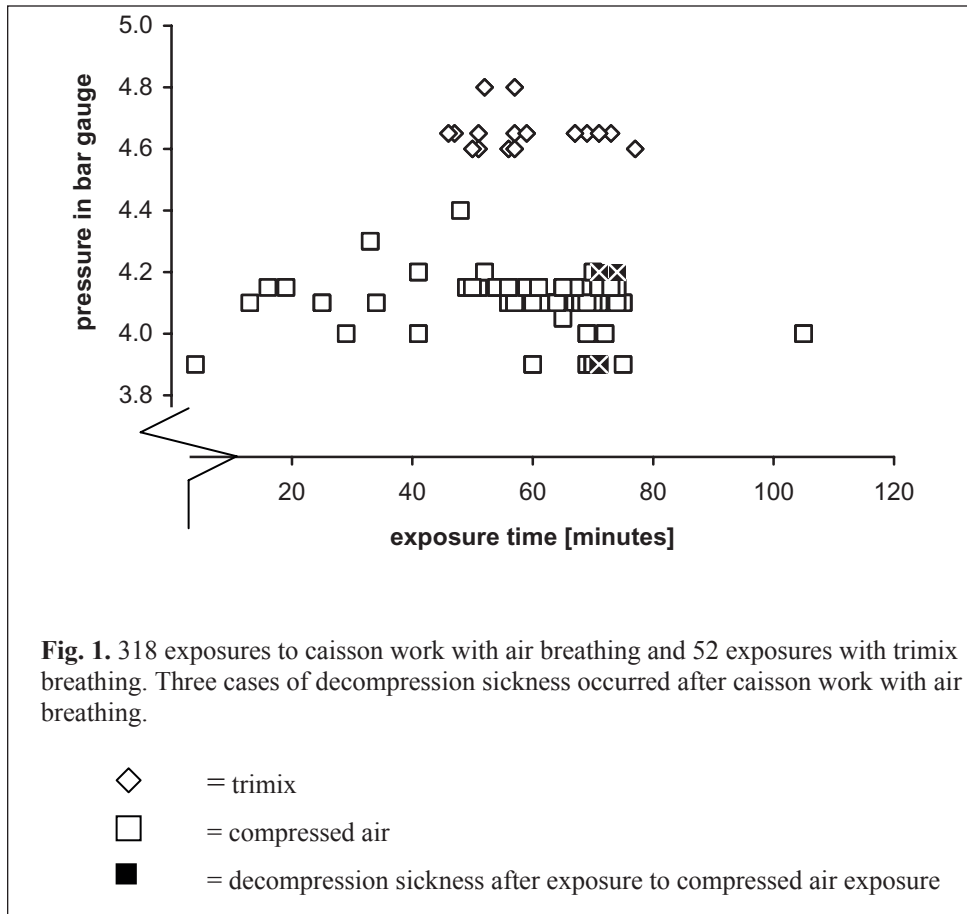 5.0
4.8
4.6
4.4
4.2
4.0
3.8
pressure in bar gauge
20 40 60 80 100 120
exposure time [minutes]
Fig. 1. 318 exposures to caisson work with air breathing and 52 exposures with trimix
breathing. Three cases of decompression sickness occurred after caisson work with air
breathing.
= trimix
= compressed air
= decompression sickness after exposure to compressed air exposure